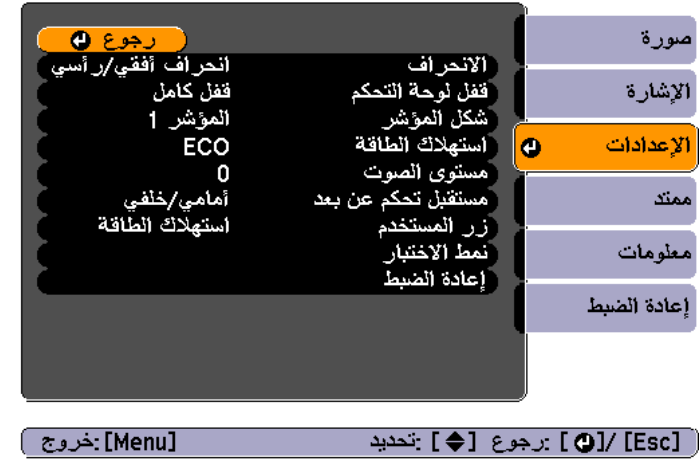 صورة
الإشارة
الإعدادات
ممتد
معلومات
إعادة الضبط
رجوع
الانحراف انحراف أفقي/رأسي
قفل لوحة التحكم قفل كامل
شكل المؤشر المؤشر 1
استهلاك الطاقة ECO
مستوى الصوت 0
مستقبل تحكم عن بعد أمامي/خلفي
زر المستخدم استهلاك الطاقة
نمط الاختبار
إعادة الضبط
[Esc] /[ ] :رجوع [ ] :تحديد [Menu] :خروج